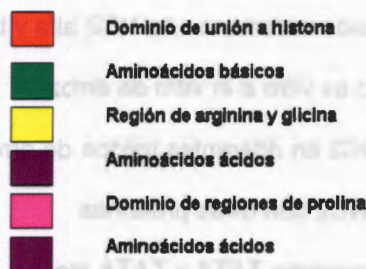 Dominio de unión a histona
Aminoácidos básicos
Región de arginina y glicina
Aminoácidos ácidos
Dominio de regiones de prolina
Aminoácidos ácidos